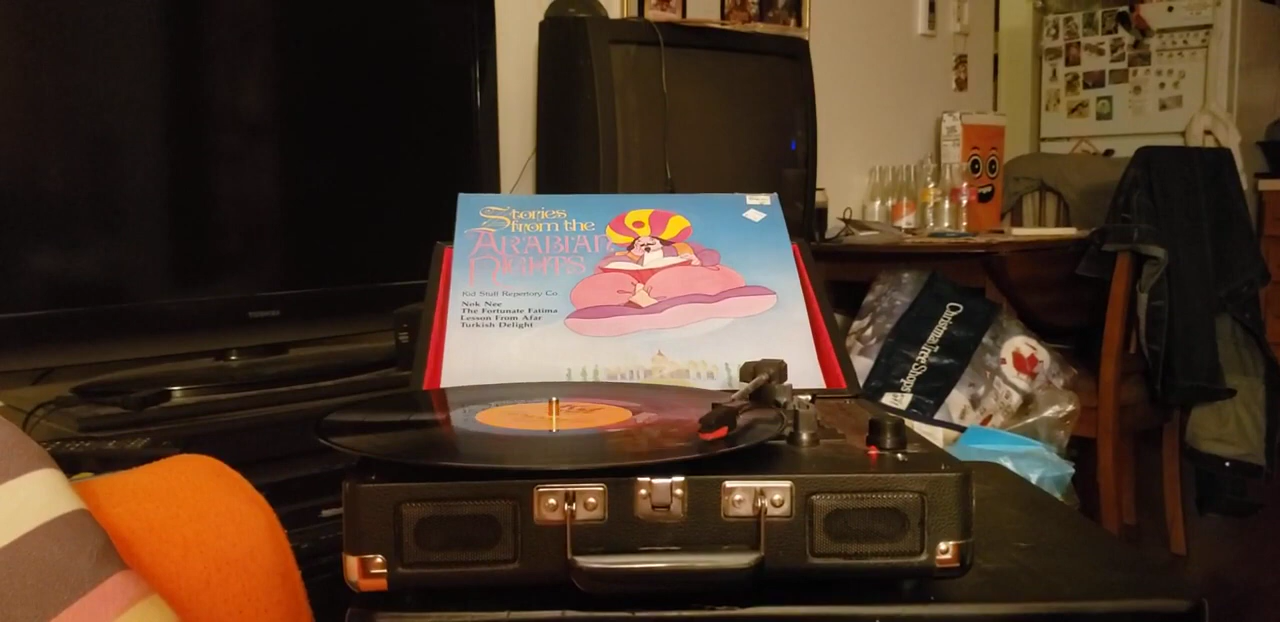 Stories
from the
ARABIAN
NIGHTS
Kid Stuff Repertory Co.
Nok Nee
The Fortunate Fatima
Lesson From Afar
Turkish Delight
TOSHIBA
Christmas Tree Shops